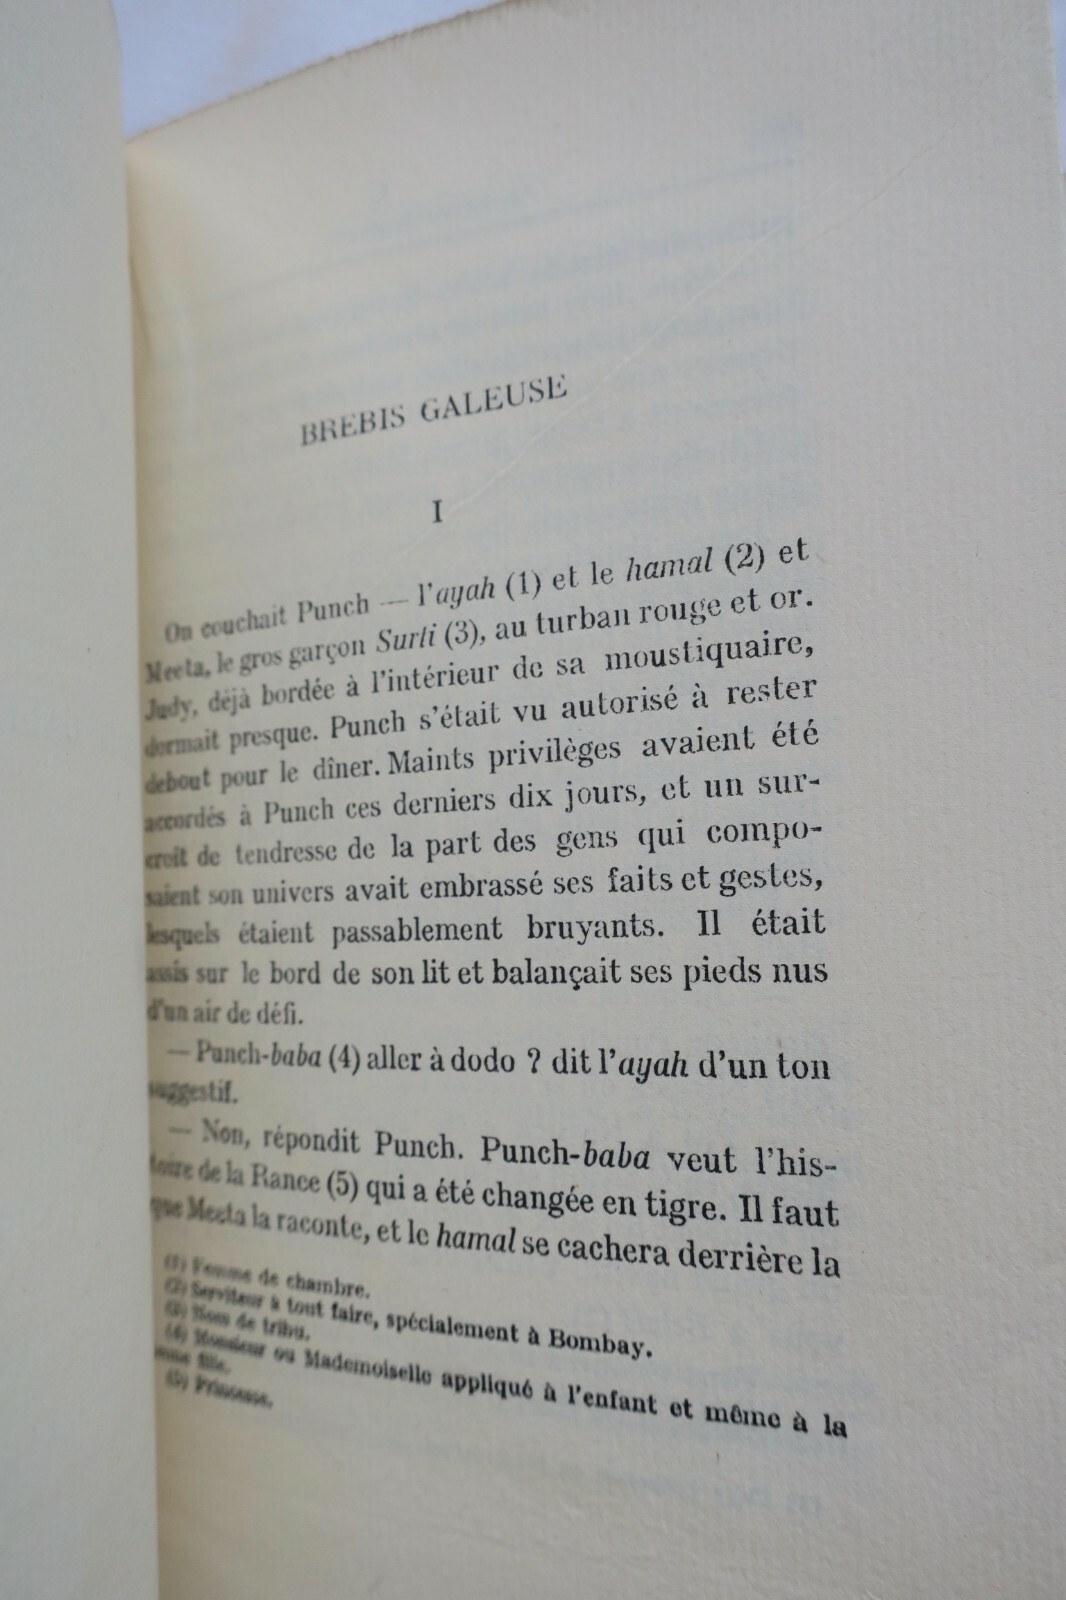 BREBIS GALEUSE
I
On couchait Punch — l'ayah (1) et le hamal (2) et
Meeta, le gros garçon Surti (3), au turban rouge et or.
Judy, déjà bordée à l'intérieur de sa moustiquaire,
dormait presque. Punch s'était vu autorisé à rester
debout pour le dîner. Maints privilèges avaient été
accordés à Punch ces derniers dix jours, et un sur-
croît de tendresse de la part des gens qui compo-
saient son univers avait embrassé ses faits et gestes,
lesquels étaient passablement bruyants. Il était
assis sur le bord de son lit et balançait ses pieds nus
d'un air de défi.
— Punch-baba (4) aller à dodo ? dit l'ayah d'un ton
suggestif.
— Non, répondit Punch. Punch-baba veut l'his-
toire de la Rance (5) qui a été changée en tigre. Il faut
que Meeta la raconte, et le hamal se cachera derrière la
(1) Femme de chambre.
(2) Serviteur à tout faire, spécialement à Bombay.
(3) Nom de tribu.
(4) Monsieur ou Mademoiselle appliqué à l'enfant et même à la
fille.
(5) Princesse.